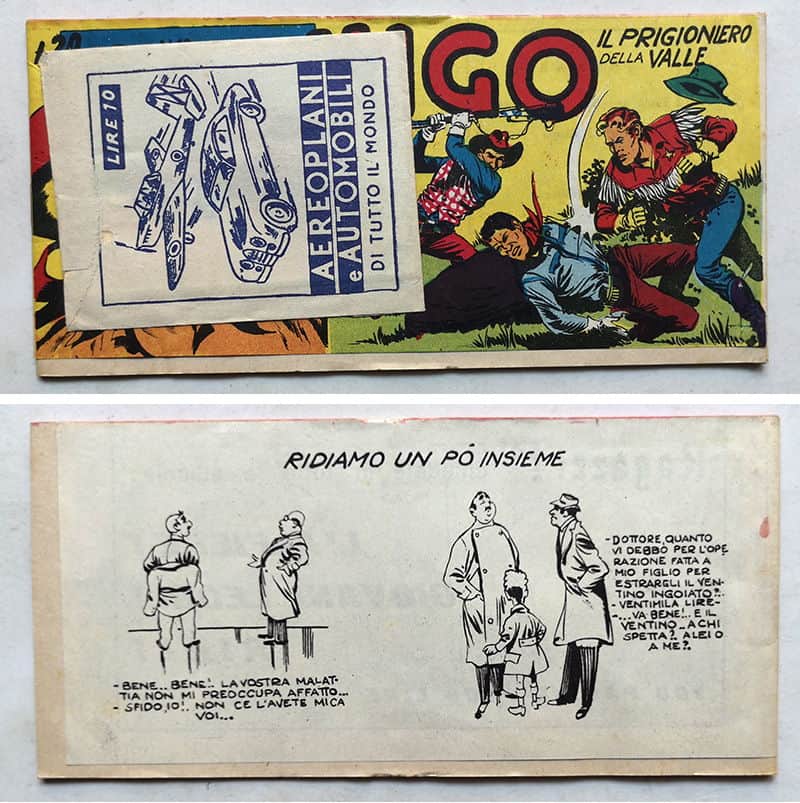 L.20
IGO
IL PRIGIONIERO
DELLA VALLE
LIRE 10
AEREOPLANI
e AUTOMOBILI
DI TUTTO IL MONDO
RIDIAMO UN PÓ INSIEME
- BENE... BENE!.. LA VOSTRA MALAT-
TIA NON MI PREOCCUPA AFFATTO...
- SFIDO, IO!.. NON CE L'AVETE MICA
VOI...
- DOTTORE, QUANTO
VI DEBBO PER L'OPE
RAZIONE FATTA A
MIO FIGLIO PER
ESTRARGLI IL VEN-
TINO INGOIATO?..
- VENTIMILA LIRE-
-...VA BENE!.. E IL
VENTINO... A CHI
SPETTA?. A LEI O
A ME?.